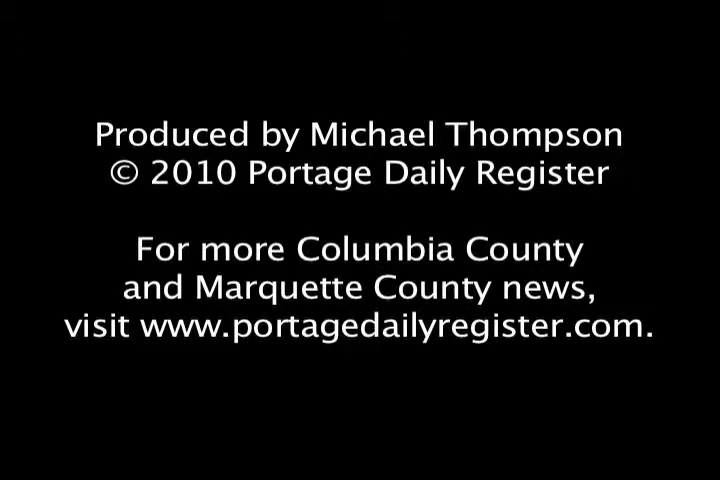 Produced by Michael Thompson
© 2010 Portage Daily Register
For more Columbia County
and Marquette County news,
visit www.portagedailyregister.com.